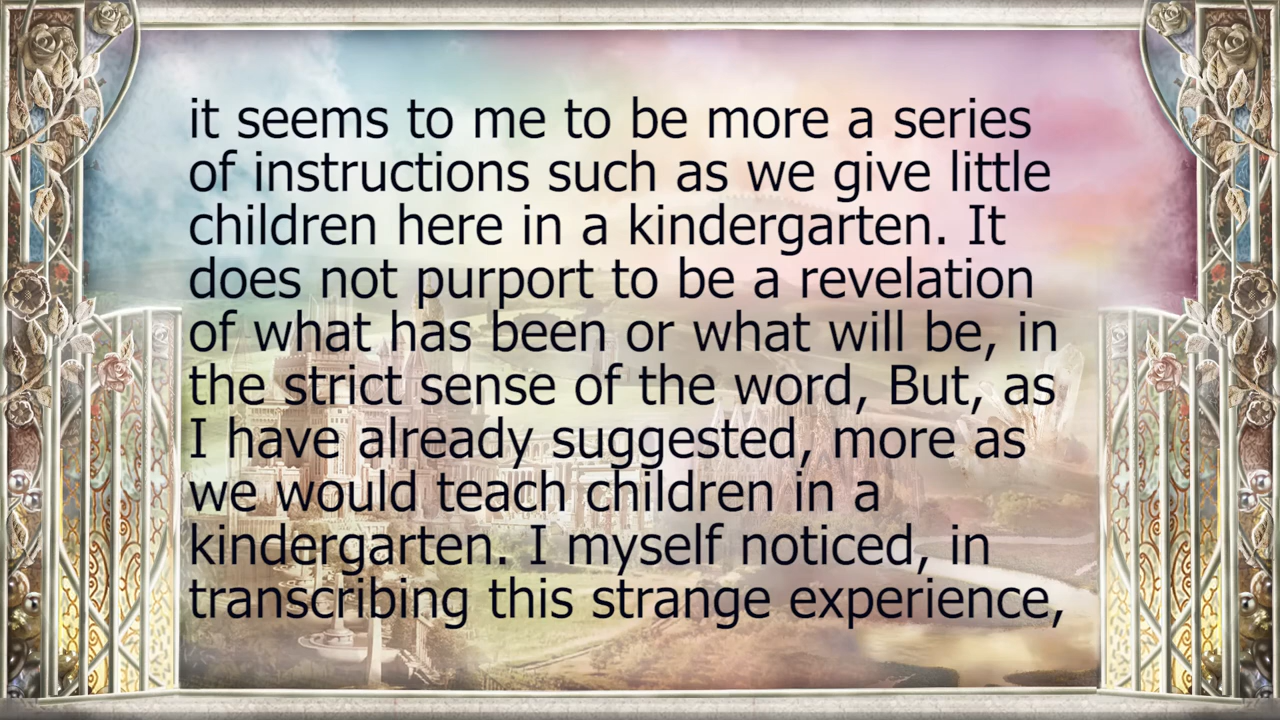 it seems to me to be more a series
of instructions such as we give little
children here in a kindergarten. It
does not purport to be a revelation
of what has been or what will be, in
the strict sense of the word, But, as
I have already suggested, more as
we would teach children in a
kindergarten. I myself noticed, in
transcribing this strange experience,